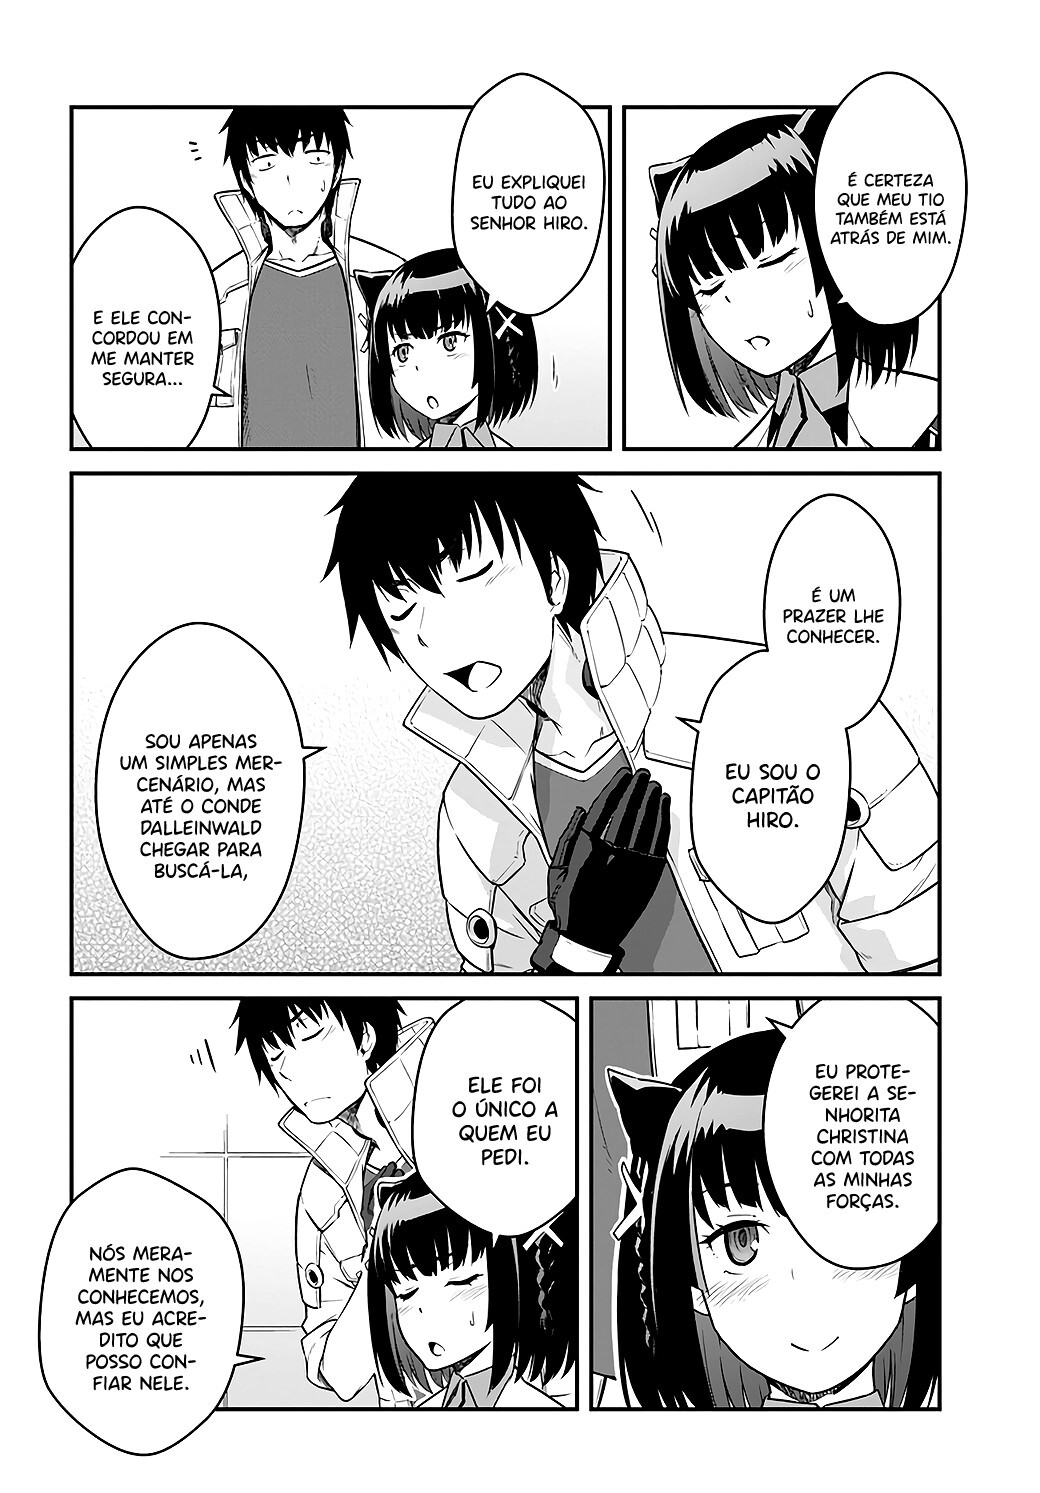 É CERTEZA
QUE MEU TIO
TAMBÉM ESTÁ
ATRÁS DE MIM.
EU EXPLIQUEI
TUDO AO
SENHOR HIRO.
E ELE CON-
CORDOU EM
ME MANTER
SEGURA...
É UM
PRAZER LHE
CONHECER.
EU SOU O
CAPITÃO
HIRO.
SOU APENAS
UM SIMPLES MER-
CENÁRIO, MAS
ATÉ O CONDE
DALLEINWALD
CHEGAR PARA
BUSCÁ-LA,
EU PROTE-
GEREI A SE-
NHORITA
CHRISTINA
COM TODAS
AS MINHAS
FORÇAS.
ELE FOI
O ÚNICO A
QUEM EU
PEDI.
NÓS MERA-
MENTE NOS
CONHECEMOS,
MAS EU ACRE-
DITO QUE
POSSO CON-
FIAR NELE.